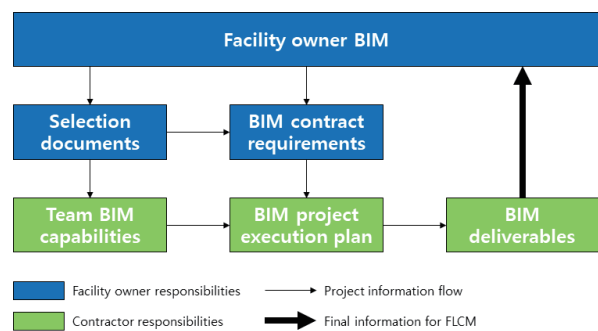 Facility owner BIM
Selection
documents
BIM contract
requirements
Team BIM
capabilities
BIM project
execution plan
BIM
deliverables
Facility owner responsibilities
Project information flow
Contractor responsibilities
Final information for FLCM